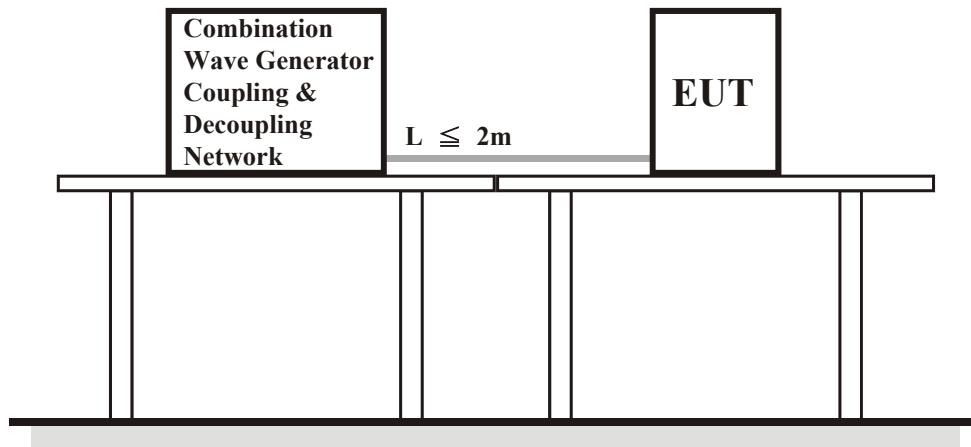 Combination
Wave Generator
Coupling &
Decoupling
Network
EUT
L ≦ 2m